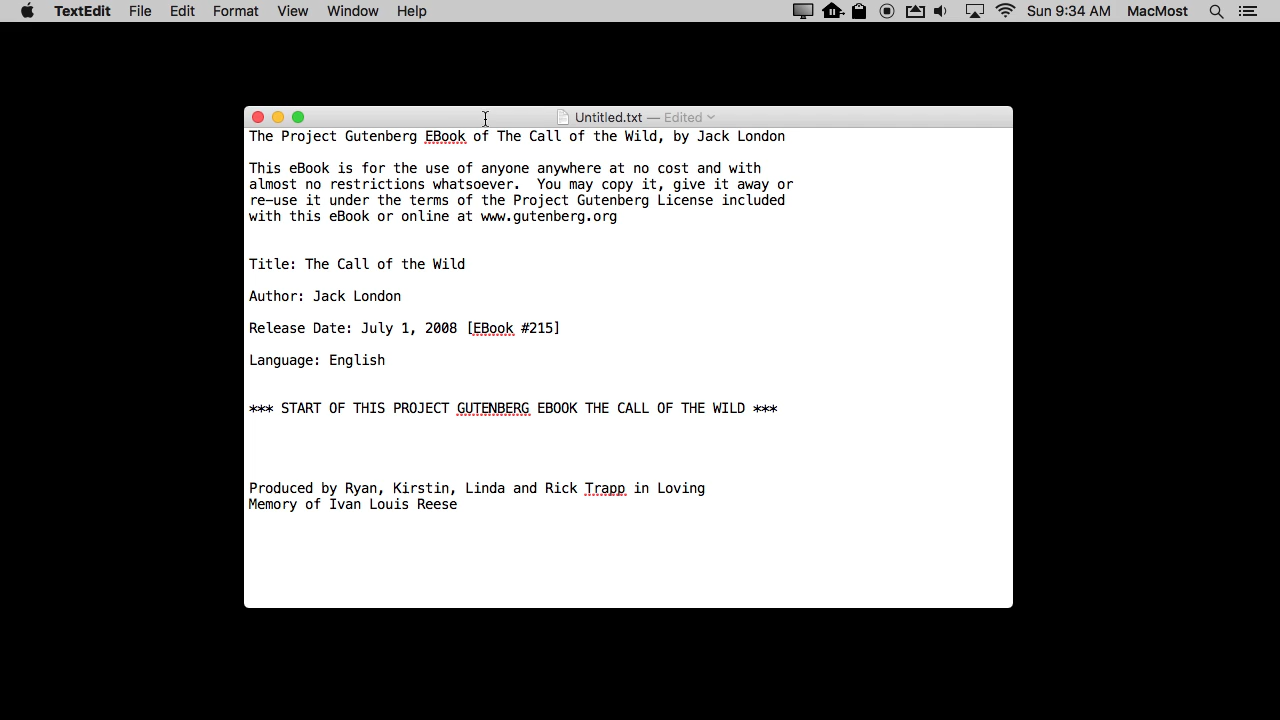 TextEdit File Edit Format View Window Help Sun 9:34 AM MacMost
Untitled.txt — Edited
The Project Gutenberg EBook of The Call of the Wild, by Jack London
This eBook is for the use of anyone anywhere at no cost and with
almost no restrictions whatsoever.  You may copy it, give it away or
re-use it under the terms of the Project Gutenberg License included
with this eBook or online at www.gutenberg.org
Title: The Call of the Wild
Author: Jack London
Release Date: July 1, 2008 [EBook #215]
Language: English
*** START OF THIS PROJECT GUTENBERG EBOOK THE CALL OF THE WILD ***
Produced by Ryan, Kirstin, Linda and Rick Trapp in Loving
Memory of Ivan Louis Reese